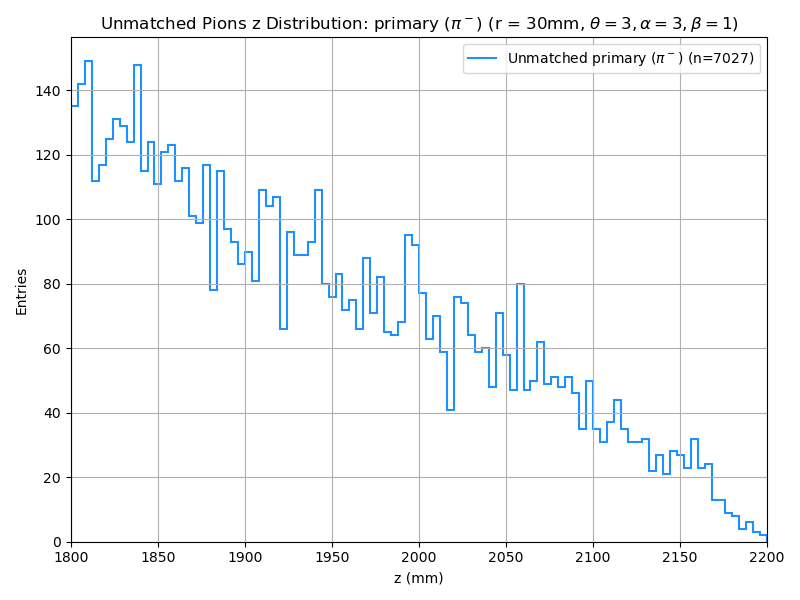 Unmatched Pions z Distribution: primary (π⁻) (r = 30mm, θ = 3, α = 3, β = 1)
Unmatched primary (π⁻) (n=7027)
Entries
140
120
100
80
60
40
20
0
1800 1850 1900 1950 2000 2050 2100 2150 2200
z (mm)